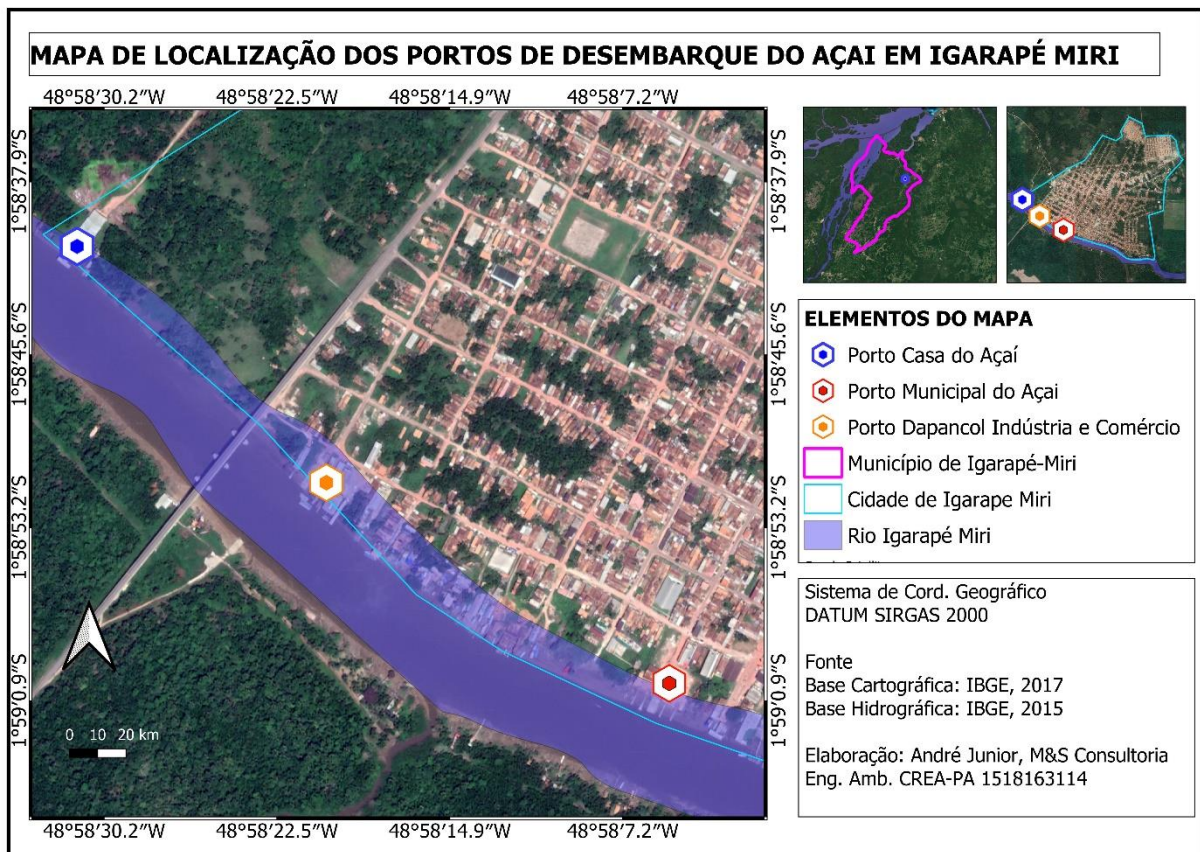 MAPA DE LOCALIZAÇÃO DOS PORTOS DE DESEMBARQUE DO AÇAI EM IGARAPÉ MIRI
48°58′30.2″W 48°58′22.5″W 48°58′14.9″W 48°58′7.2″W
1°58′37.9″S
1°58′45.6″S
1°58′53.2″S
1°59′0.9″S
0 10 20 km
48°58′30.2″W 48°58′22.5″W 48°58′14.9″W 48°58′7.2″W
1°58′37.9″S
1°58′45.6″S
1°58′53.2″S
1°59′0.9″S
ELEMENTOS DO MAPA
Porto Casa do Açaí
Porto Municipal do Açai
Porto Dapancol Indústria e Comércio
Município de Igarapé-Miri
Cidade de Igarape Miri
Rio Igarapé Miri
Sistema de Cord. Geográfico
DATUM SIRGAS 2000
Fonte
Base Cartográfica: IBGE, 2017
Base Hidrográfica: IBGE, 2015
Elaboração: André Junior, M&S Consultoria
Eng. Amb. CREA-PA 1518163114